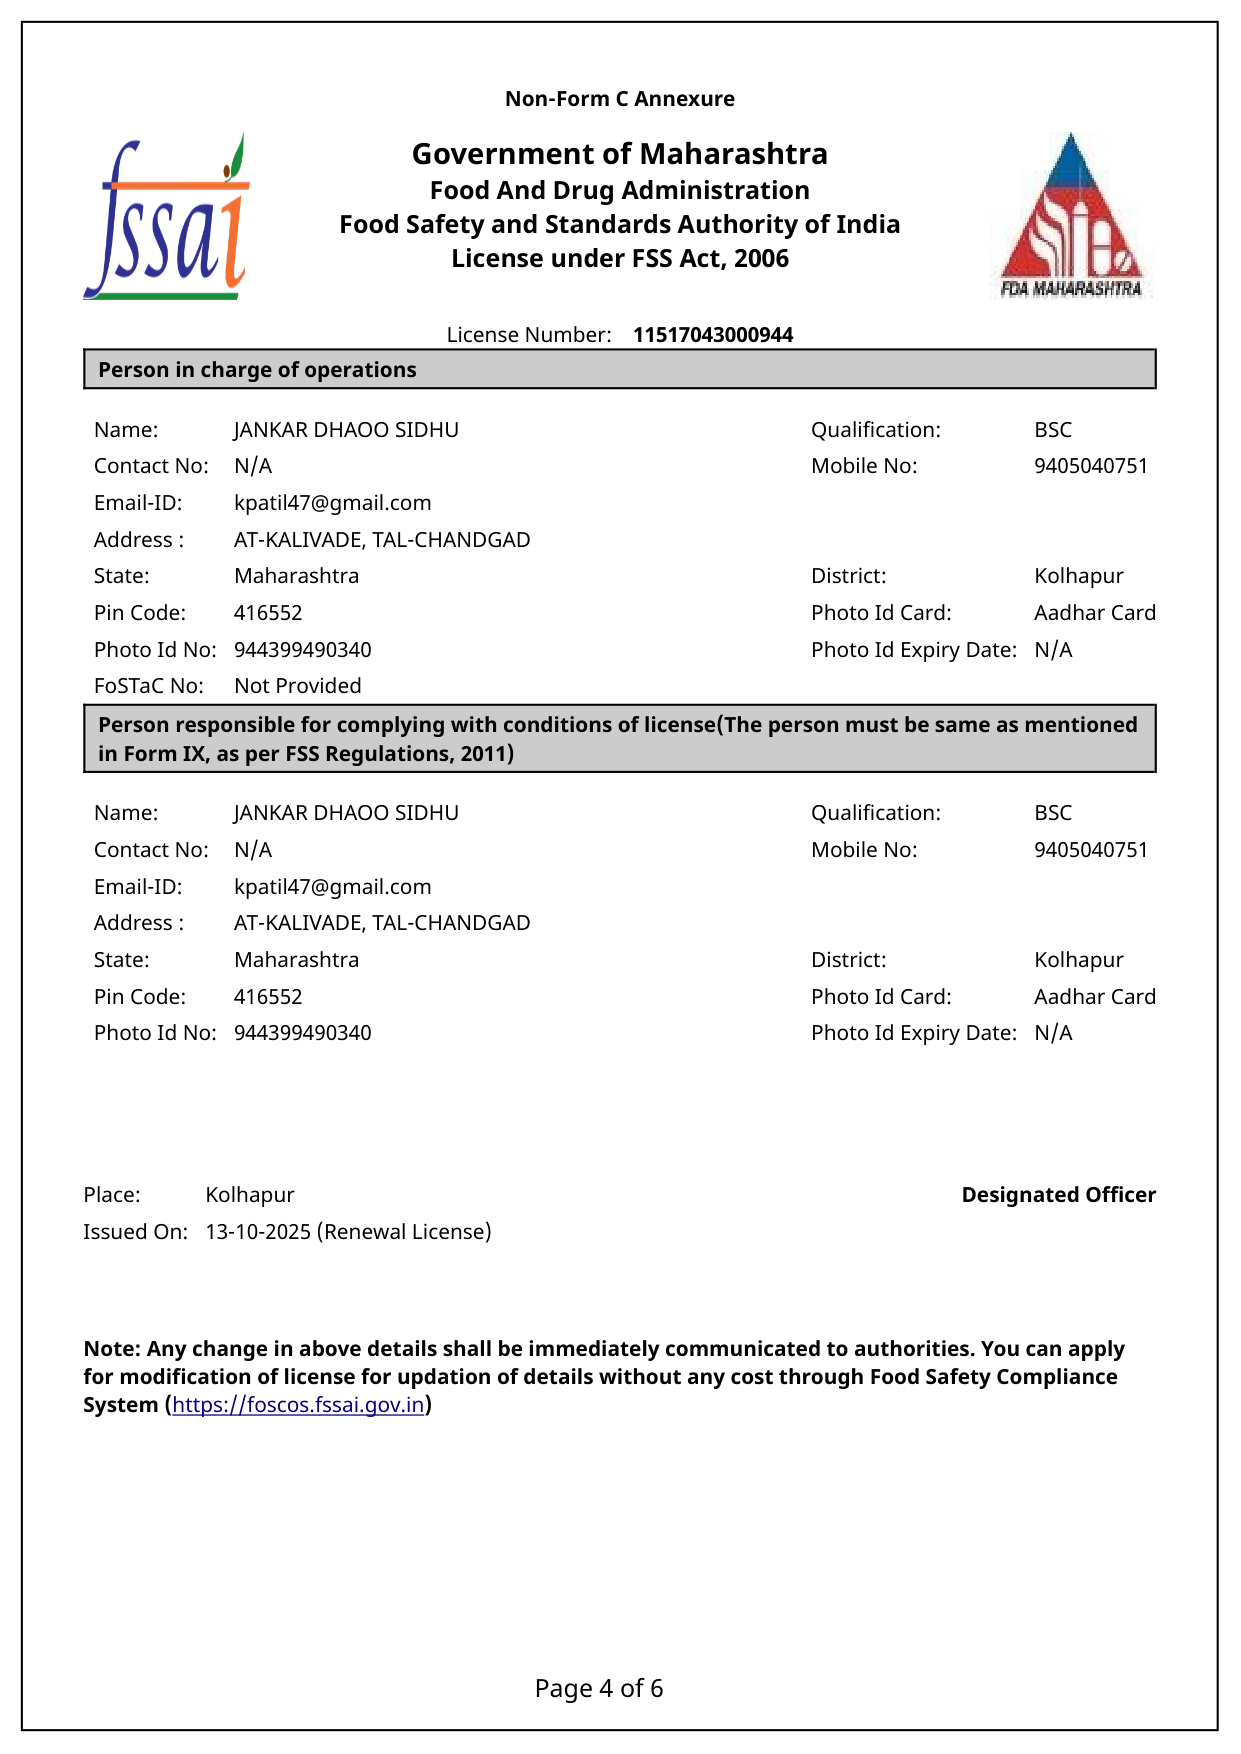 Non-Form C Annexure
fssai
Government of Maharashtra
Food And Drug Administration
Food Safety and Standards Authority of India
License under FSS Act, 2006
FDA MAHARASHTRA
License Number: 11517043000944
Person in charge of operations
Name: JANKAR DHAOO SIDHU Qualification: BSC
Contact No: N/A Mobile No: 9405040751
Email-ID: kpatil47@gmail.com
Address : AT-KALIVADE, TAL-CHANDGAD
State: Maharashtra District: Kolhapur
Pin Code: 416552 Photo Id Card: Aadhar Card
Photo Id No: 944399490340 Photo Id Expiry Date: N/A
FoSTaC No: Not Provided
Person responsible for complying with conditions of license(The person must be same as mentioned
in Form IX, as per FSS Regulations, 2011)
Name: JANKAR DHAOO SIDHU Qualification: BSC
Contact No: N/A Mobile No: 9405040751
Email-ID: kpatil47@gmail.com
Address : AT-KALIVADE, TAL-CHANDGAD
State: Maharashtra District: Kolhapur
Pin Code: 416552 Photo Id Card: Aadhar Card
Photo Id No: 944399490340 Photo Id Expiry Date: N/A
Place: Kolhapur Designated Officer
Issued On: 13-10-2025 (Renewal License)
Note: Any change in above details shall be immediately communicated to authorities. You can apply
for modification of license for updation of details without any cost through Food Safety Compliance
System (https://foscos.fssai.gov.in)
Page 4 of 6